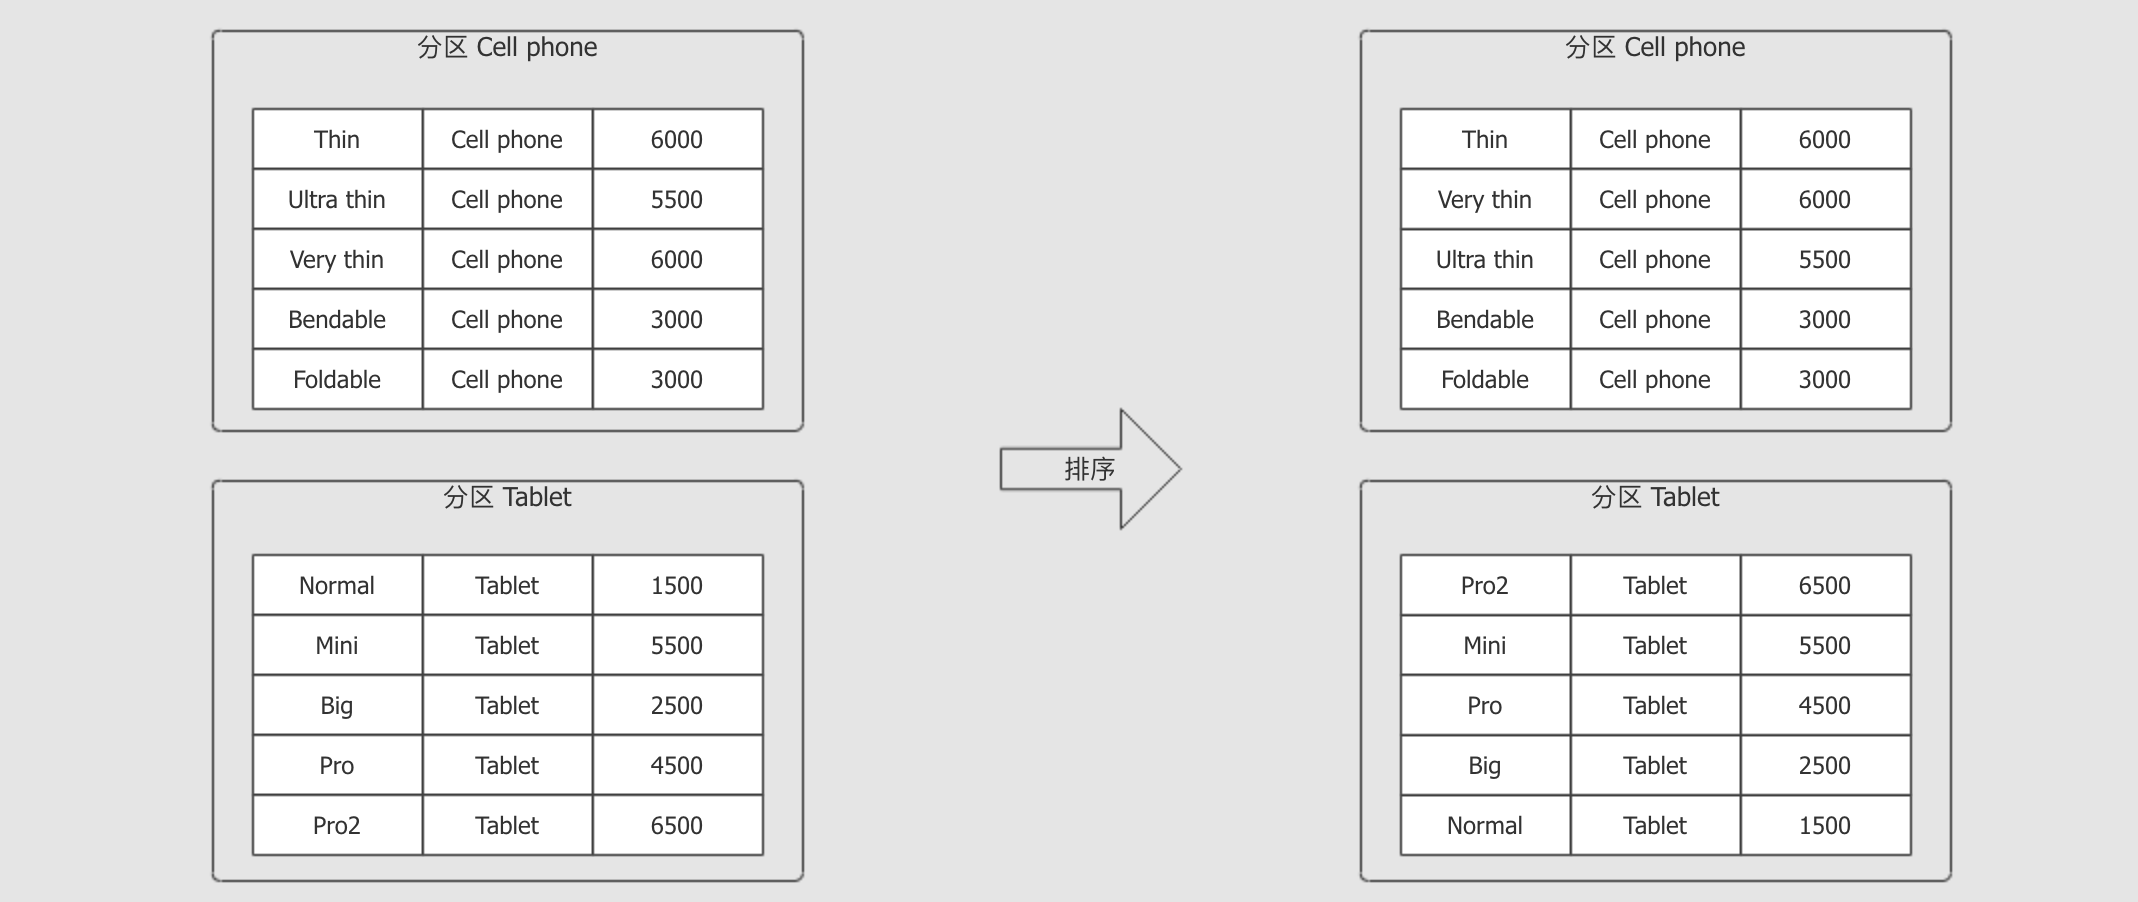 分区 Cell phone
Thin Cell phone 6000
Ultra thin Cell phone 5500
Very thin Cell phone 6000
Bendable Cell phone 3000
Foldable Cell phone 3000
分区 Tablet
Normal Tablet 1500
Mini Tablet 5500
Big Tablet 2500
Pro Tablet 4500
Pro2 Tablet 6500
排序
分区 Cell phone
Thin Cell phone 6000
Very thin Cell phone 6000
Ultra thin Cell phone 5500
Bendable Cell phone 3000
Foldable Cell phone 3000
分区 Tablet
Pro2 Tablet 6500
Mini Tablet 5500
Pro Tablet 4500
Big Tablet 2500
Normal Tablet 1500